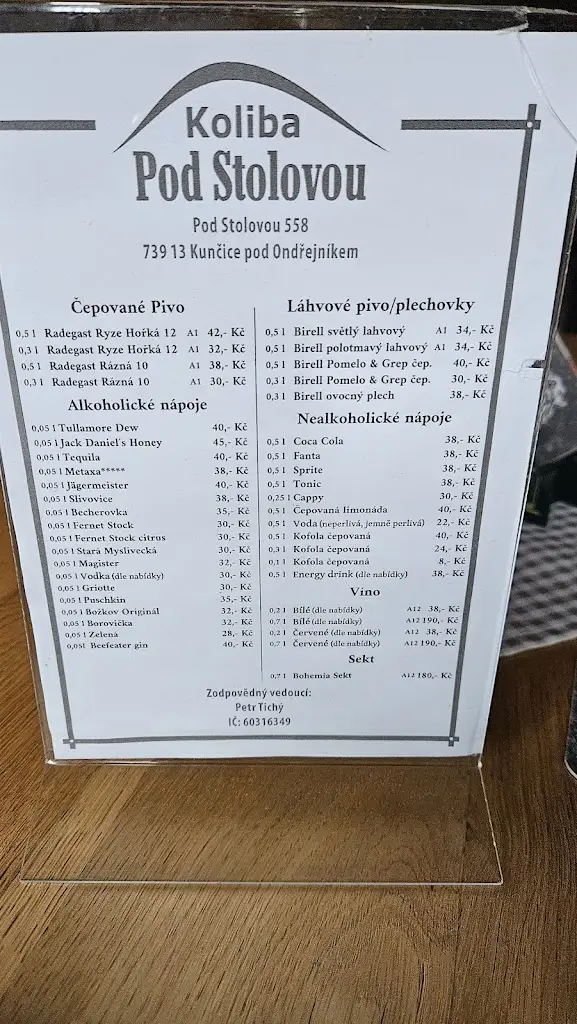 Koliba
Pod Stolovou
Pod Stolovou 558
739 13 Kunčice pod Ondřejníkem
Čepované Pivo
0,5 l Radegast Ryze Hořká 12 A1 42,- Kč
0,3 l Radegast Ryze Hořká 12 A1 32,- Kč
0,5 l Radegast Rázná 10 A1 38,- Kč
0,3 l Radegast Rázná 10 A1 30,- Kč
Alkoholické nápoje
0,05 l Tullamore Dew 40,- Kč
0,05 l Jack Daniel's Honey 45,- Kč
0,05 l Tequila 40,- Kč
0,05 l Metaxa***** 38,- Kč
0,05 l Jägermeister 40,- Kč
0,05 l Slivovice 38,- Kč
0,05 l Becherovka 35,- Kč
0,05 l Fernet Stock 30,- Kč
0,05 l Fernet Stock citrus 30,- Kč
0,05 l Stará Myslivecká 30,- Kč
0,05 l Magister 32,- Kč
0,05 l Vodka (dle nabídky) 30,- Kč
0,05 l Griotte 30,- Kč
0,05 l Puschkin 35,- Kč
0,05 l Božkov Originál 32,- Kč
0,05 l Borovička 32,- Kč
0,05 l Zelená 28,- Kč
0,05l Beefeater gin 40,- Kč
Láhvové pivo/plechovky
0,5 l Birell světlý lahvový A1 34,- Kč
0,5 l Birell polotmavý lahvový A1 34,- Kč
0,5 l Birell Pomelo & Grep čep. 40,- Kč
0,3 l Birell Pomelo & Grep čep. 30,- Kč
0,3 l Birell ovocný plech 38,- Kč
Nealkoholické nápoje
0,5 l Coca Cola 38,- Kč
0,5 l Fanta 38,- Kč
0,5 l Sprite 38,- Kč
0,5 l Tonic 38,- Kč
0,25 l Cappy 30,- Kč
0,5 l Čepovaná limonáda 40,- Kč
0,5 l Voda (neperlivá, jemně perlivá) 22,- Kč
0,5 l Kofola čepovaná 40,- Kč
0,3 l Kofola čepovaná 24,- Kč
0,1 l Kofola čepovaná 8,- Kč
0,5 l Energy drink (dle nabídky) 38,- Kč
Víno
0,2 l Bílé (dle nabídky) A12 38,- Kč
0,7 l Bílé (dle nabídky) A12 190,- Kč
0,2 l Červené (dle nabídky) A12 38,- Kč
0,7 l Červené (dle nabídky) A12 190,- Kč
Sekt
0,7 l Bohemia Sekt A12 180,- Kč
Zodpovědný vedoucí:
Petr Tichý
IČ: 60316349